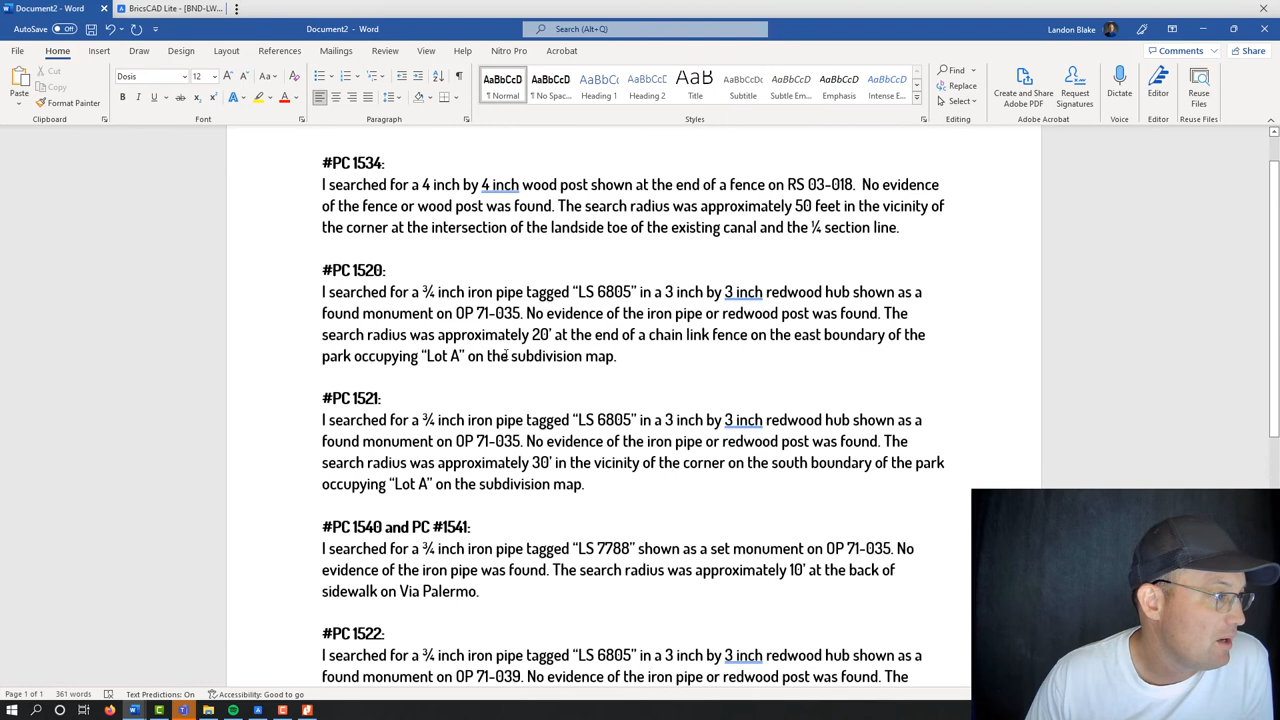 Document2 - Word
BricsCAD Lite - [BND-LW
AutoSave Off
Document2 - Word
Search (Alt+Q)
Landon Blake
File Home Insert Draw Design Layout References Mailings Review View Help Nitro Pro Acrobat
Comments Share
Paste
Cut
Copy
Format Painter
Clipboard
Dosis 12
Font
Paragraph
AaBbCcD AaBbCcD AaBbCc AaBbCcD AaB AaBbCcD AaBbCcD AaBbCcD AaBbCcD
¶ Normal ¶ No Spac... Heading 1 Heading 2 Title Subtitle Subtle Em... Emphasis Intense E...
Styles
Find
Replace
Select
Editing
Create and Share Adobe PDF
Request Signatures
Adobe Acrobat
Dictate
Voice
Editor
Editor
Reuse Files
Reuse Files
#PC 1534:
I searched for a 4 inch by 4 inch wood post shown at the end of a fence on RS 03-018. No evidence
of the fence or wood post was found. The search radius was approximately 50 feet in the vicinity of
the corner at the intersection of the landside toe of the existing canal and the ¼ section line.
#PC 1520:
I searched for a ¾ inch iron pipe tagged “LS 6805” in a 3 inch by 3 inch redwood hub shown as a
found monument on OP 71-035. No evidence of the iron pipe or redwood post was found. The
search radius was approximately 20’ at the end of a chain link fence on the east boundary of the
park occupying “Lot A” on the subdivision map.
#PC 1521:
I searched for a ¾ inch iron pipe tagged “LS 6805” in a 3 inch by 3 inch redwood hub shown as a
found monument on OP 71-035. No evidence of the iron pipe or redwood post was found. The
search radius was approximately 30’ in the vicinity of the corner on the south boundary of the park
occupying “Lot A” on the subdivision map.
#PC 1540 and PC #1541:
I searched for a ¾ inch iron pipe tagged “LS 7788” shown as a set monument on OP 71-035. No
evidence of the iron pipe was found. The search radius was approximately 10’ at the back of
sidewalk on Via Palermo.
#PC 1522:
I searched for a ¾ inch iron pipe tagged “LS 6805” in a 3 inch by 3 inch redwood hub shown as a
found monument on OP 71-039. No evidence of the iron pipe or redwood post was found. The
Page 1 of 1 361 words Text Predictions: On Accessibility: Good to go